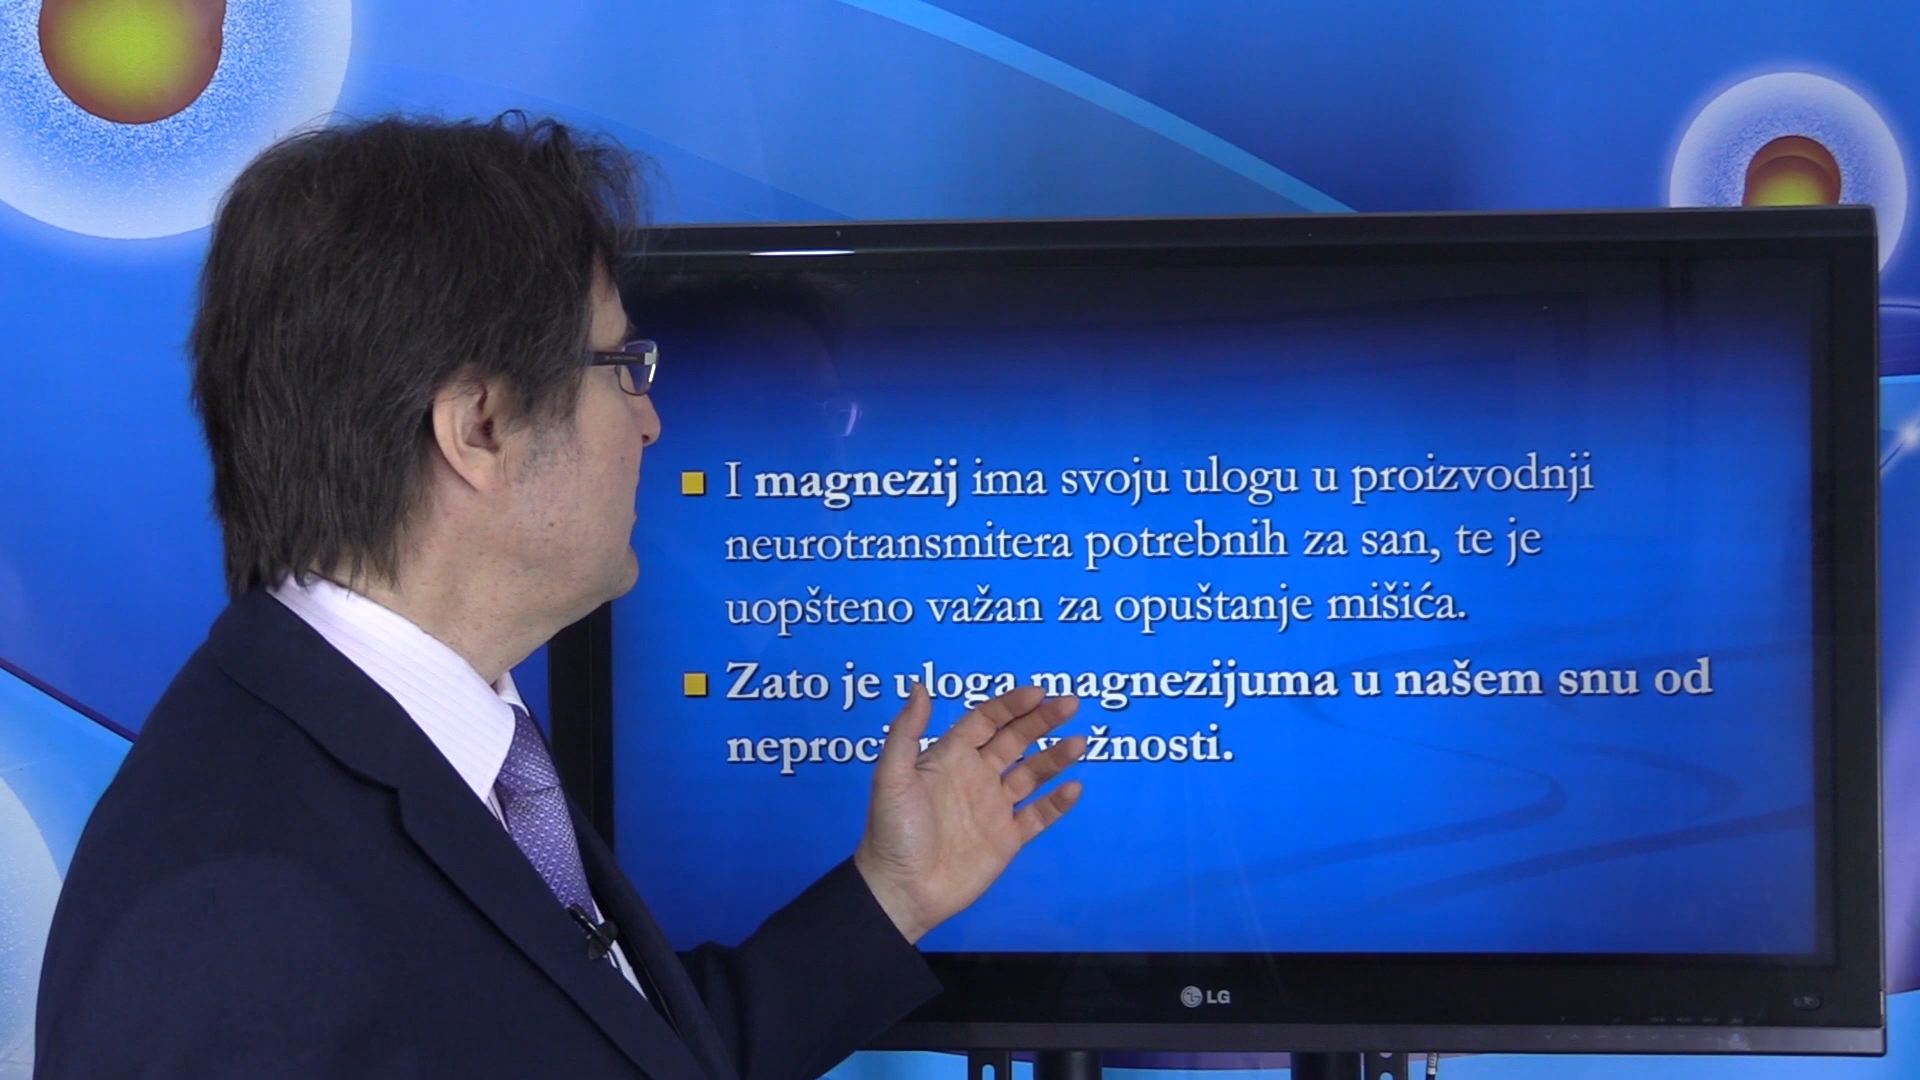 I magnezij ima svoju ulogu u proizvodnji
neurotransmitera potrebnih za san, te je
uopšteno važan za opuštanje mišića.
Zato je uloga magnezijuma u našem snu od
LG